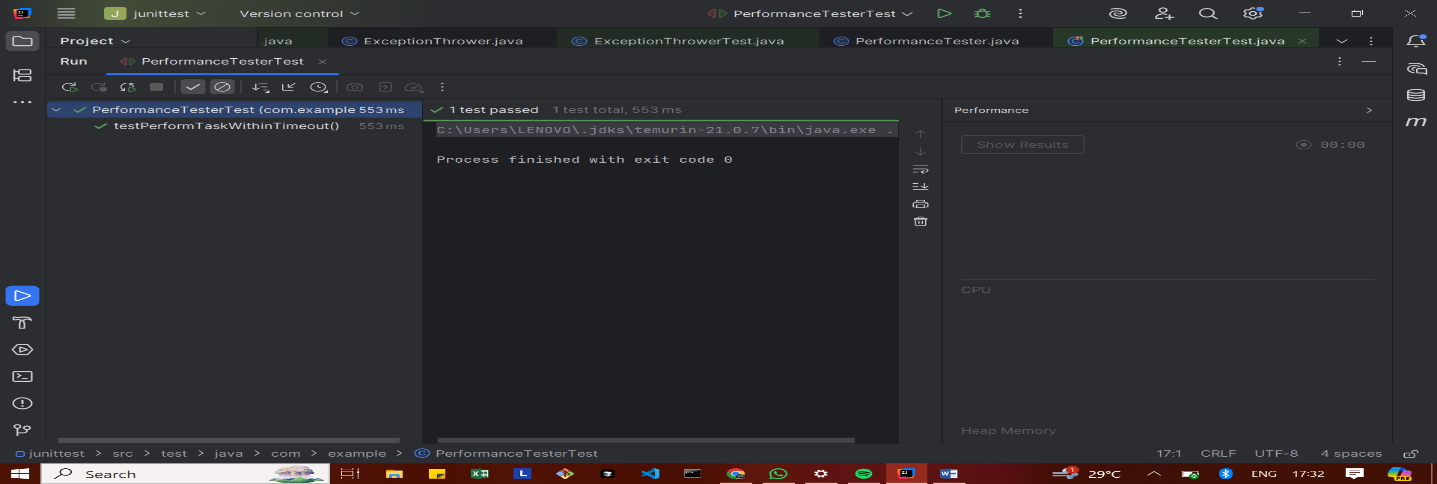 J junittest Version control PerformanceTesterTest
Project java ExceptionThrower.java ExceptionThrowerTest.java PerformanceTester.java PerformanceTesterTest.java
Run PerformanceTesterTest
PerformanceTesterTest (com.example 553 ms
testPerformTaskWithinTimeout() 553 ms
1 test passed 1 test total, 553 ms
C:\Users\LENOVO\.jdks\temurin-21.0.7\bin\java.exe .
Process finished with exit code 0
Performance
Show Results 00:00
CPU
Heap Memory
m
junittest > src > test > java > com > example > PerformanceTesterTest 17:1 CRLF UTF-8 4 spaces
Search L 1 29°C ENG 17:32